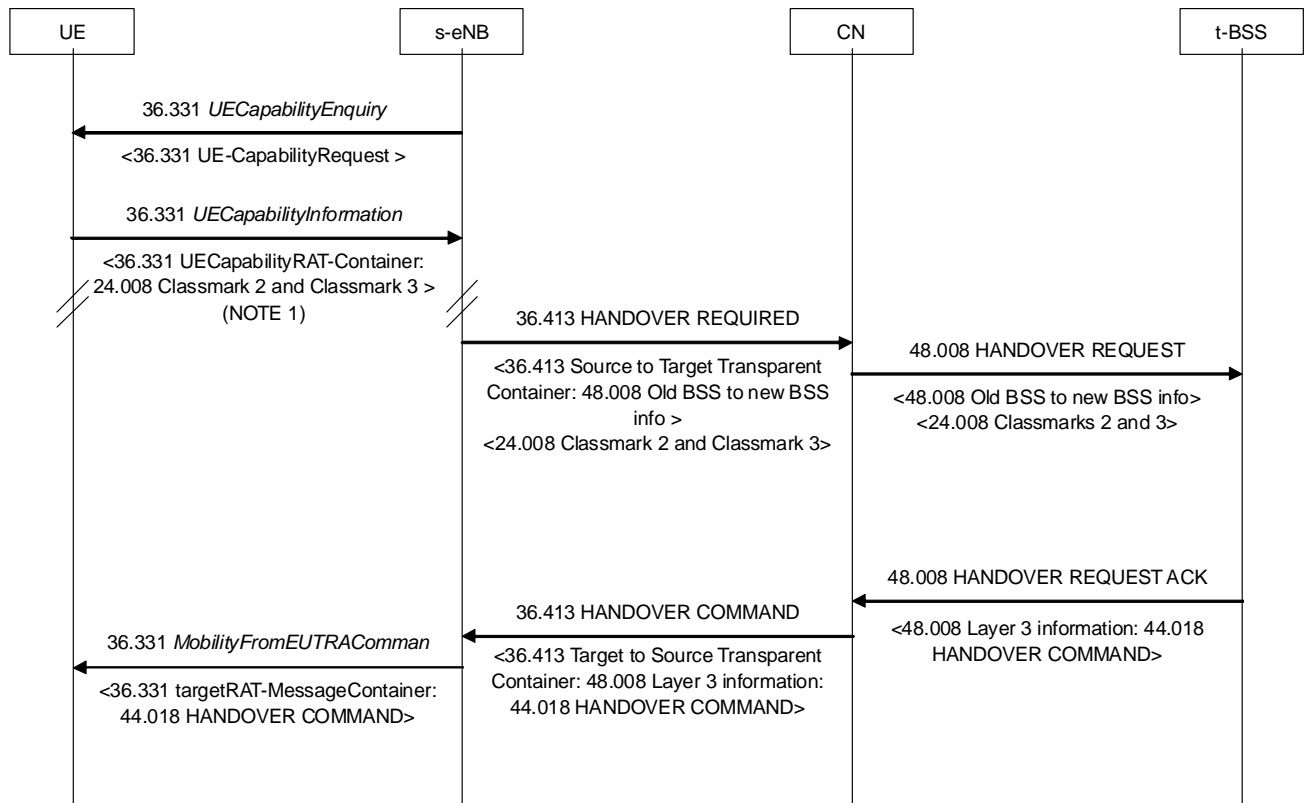 UE
s-eNB
CN
t-BSS
36.331 UECapabilityEnquiry
<36.331 UE-CapabilityRequest >
36.331 UECapabilityInformation
<36.331 UECapabilityRAT-Container:
24.008 Classmark 2 and Classmark 3 >
(NOTE 1)
36.413 HANDOVER REQUIRED
<36.413 Source to Target Transparent
Container: 48.008 Old BSS to new BSS
info >
<24.008 Classmark 2 and Classmark 3>
48.008 HANDOVER REQUEST
<48.008 Old BSS to new BSS info>
<24.008 Classmarks 2 and 3>
48.008 HANDOVER REQUEST ACK
<48.008 Layer 3 information: 44.018
HANDOVER COMMAND>
36.413 HANDOVER COMMAND
<36.413 Target to Source Transparent
Container: 48.008 Layer 3 information:
44.018 HANDOVER COMMAND>
36.331 MobilityFromEUTRAComman
<36.331 targetRAT-MessageContainer:
44.018 HANDOVER COMMAND>